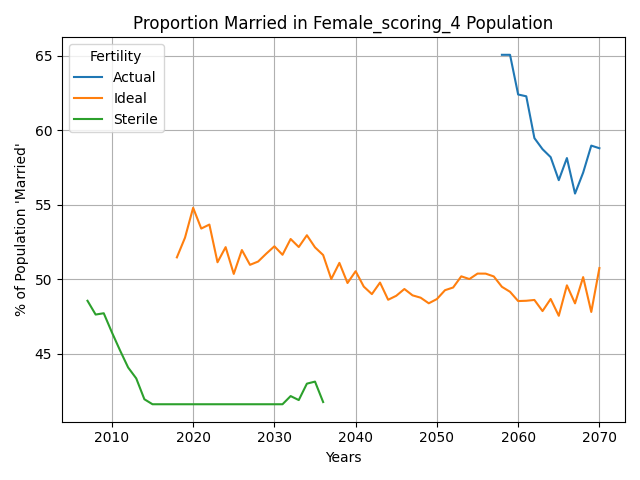 Proportion Married in Female_scoring_4 Population
Fertility
Actual
Ideal
Sterile
% of Population 'Married'
65
60
55
50
45
2010
2020
2030
2040
2050
2060
2070
Years